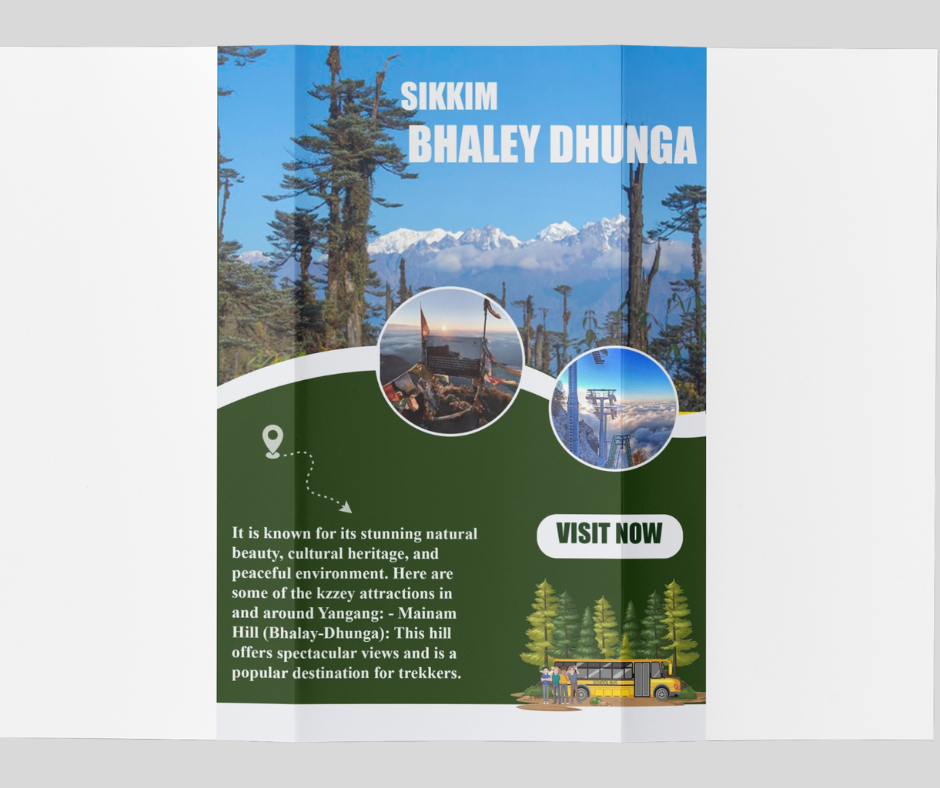 SIKKIM
BHALEY DHUNGA
It is known for its stunning natural
beauty, cultural heritage, and
peaceful environment. Here are
some of the kzzey attractions in
and around Yangang: - Mainam
Hill (Bhalay-Dhunga): This hill
offers spectacular views and is a
popular destination for trekkers.
VISIT NOW
SCHOOL BUS